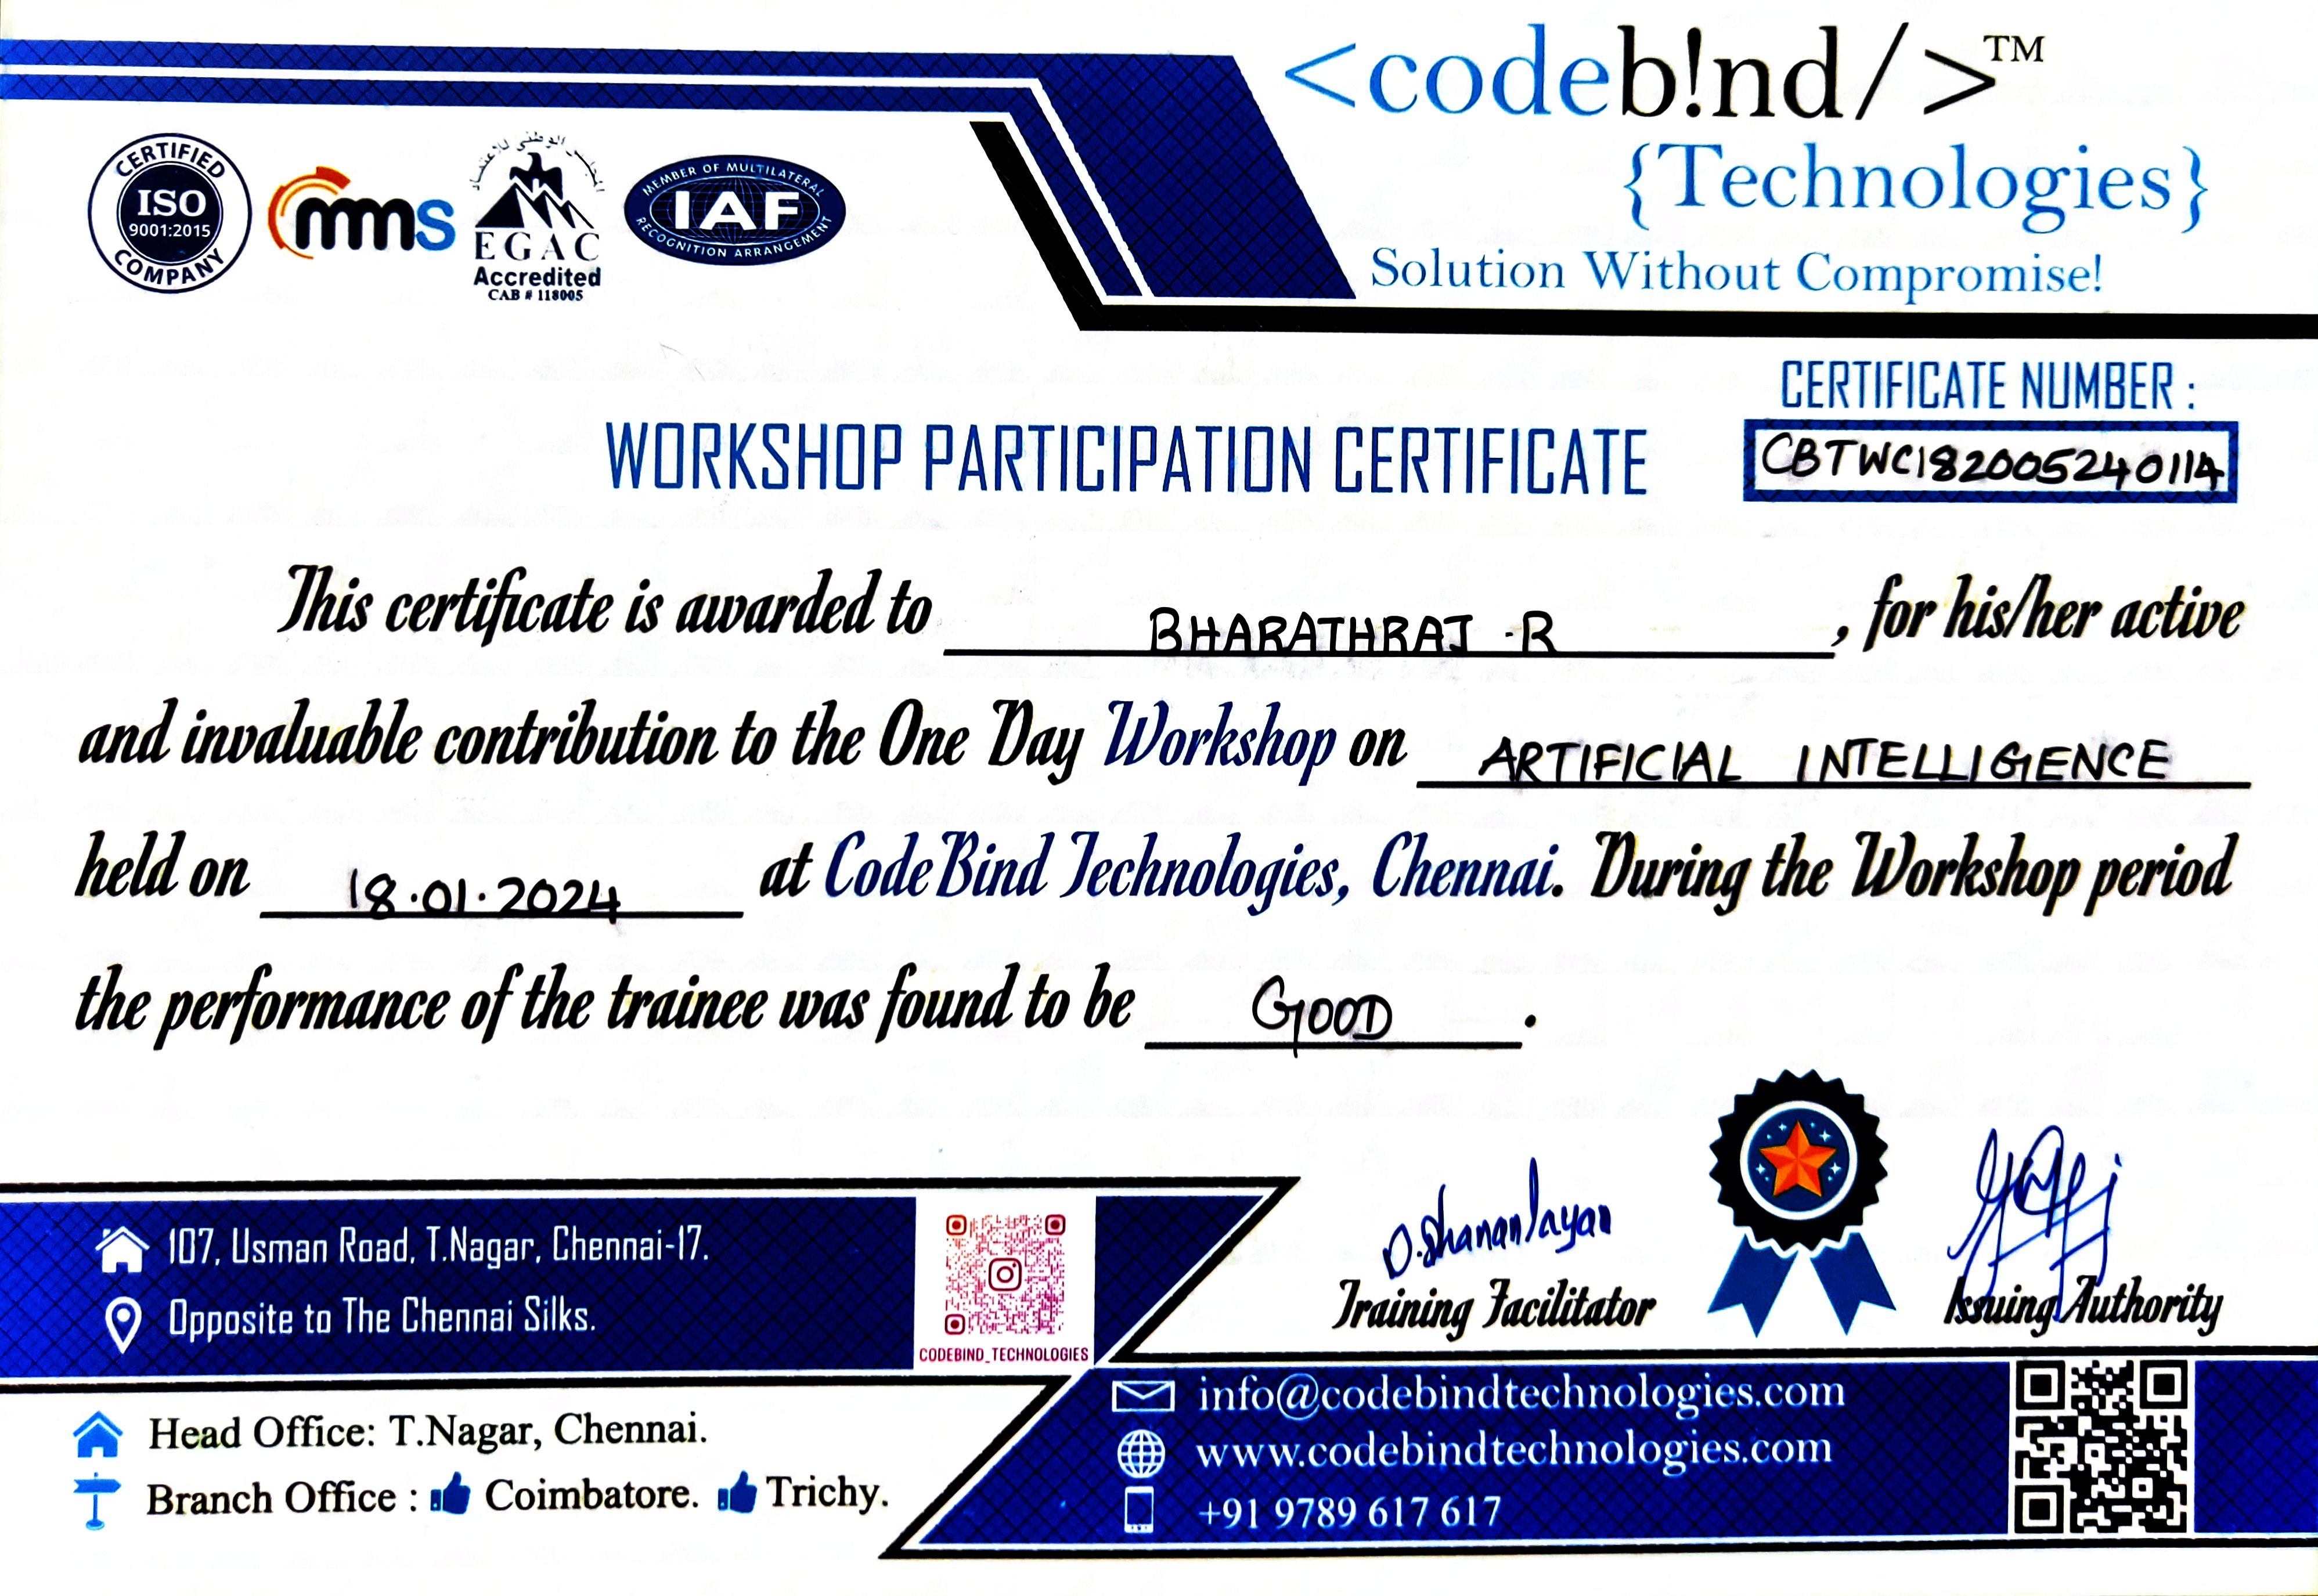 <codeb!nd/>™
{Technologies}
Solution Without Compromise!
CERTIFIED
ISO
9001:2015
COMPANY
mms
EGAC
Accredited
CAB # 118005
MEMBER OF MULTILATERAL
IAF
RECOGNITION ARRANGEMENT
CERTIFICATE NUMBER :
CBTWC182005240114
WORKSHOP PARTICIPATION CERTIFICATE
This certificate is awarded to BHARATHRAJ .R , for his/her active
and invaluable contribution to the One Day Workshop on ARTIFICIAL INTELLIGENCE
held on 18.01.2024 at CodeBind Technologies, Chennai. During the Workshop period
the performance of the trainee was found to be GOOD .
107, Usman Road, T.Nagar, Chennai-17.
Opposite to The Chennai Silks.
CODEBIND_TECHNOLOGIES
Training Facilitator
Issuing Authority
Head Office: T.Nagar, Chennai.
Branch Office : Coimbatore. Trichy.
info@codebindtechnologies.com
www.codebindtechnologies.com
+91 9789 617 617